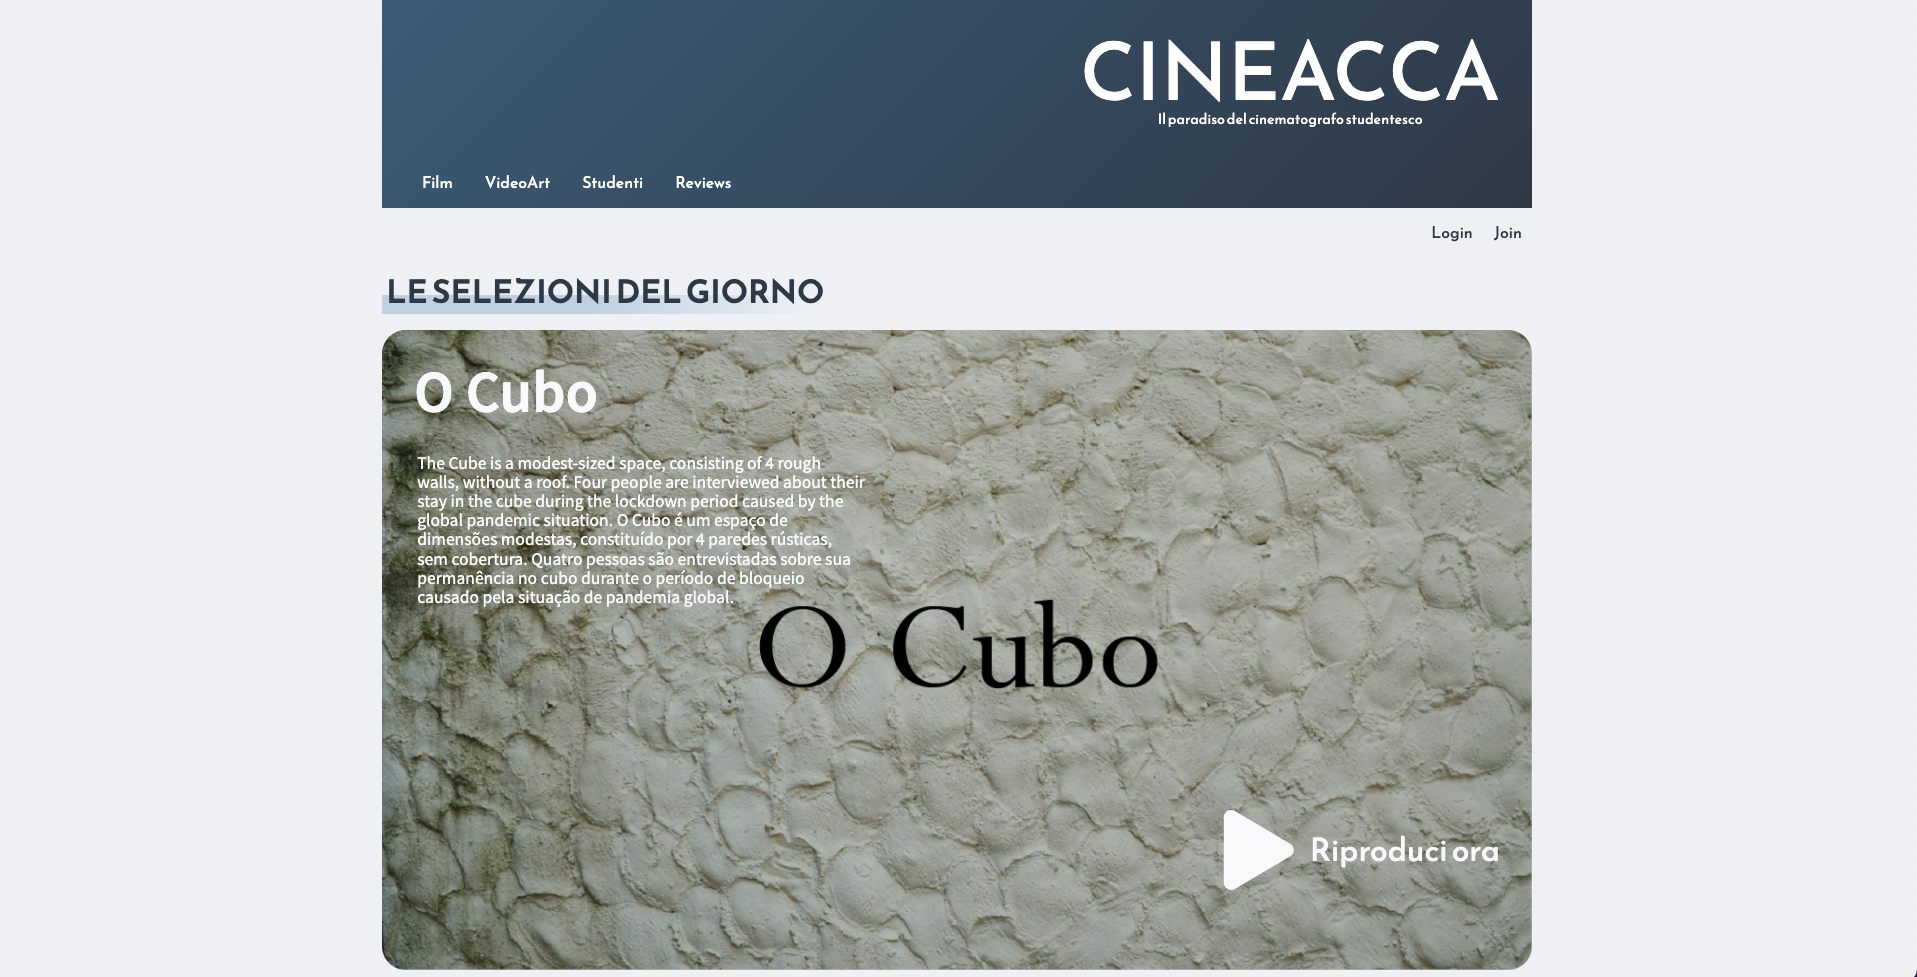 CINEACCA
Il paradiso del cinematografo studentesco
Film VideoArt Studenti Reviews
Login Join
LE SELEZIONI DEL GIORNO
O Cubo
The Cube is a modest-sized space, consisting of 4 rough
walls, without a roof. Four people are interviewed about their
stay in the cube during the lockdown period caused by the
global pandemic situation. O Cubo é um espaço de
dimensões modestas, constituído por 4 paredes rústicas,
sem cobertura. Quatro pessoas são entrevistadas sobre sua
permanência no cubo durante o período de bloqueio
causado pela situação de pandemia global.
O Cubo
Riproduci ora